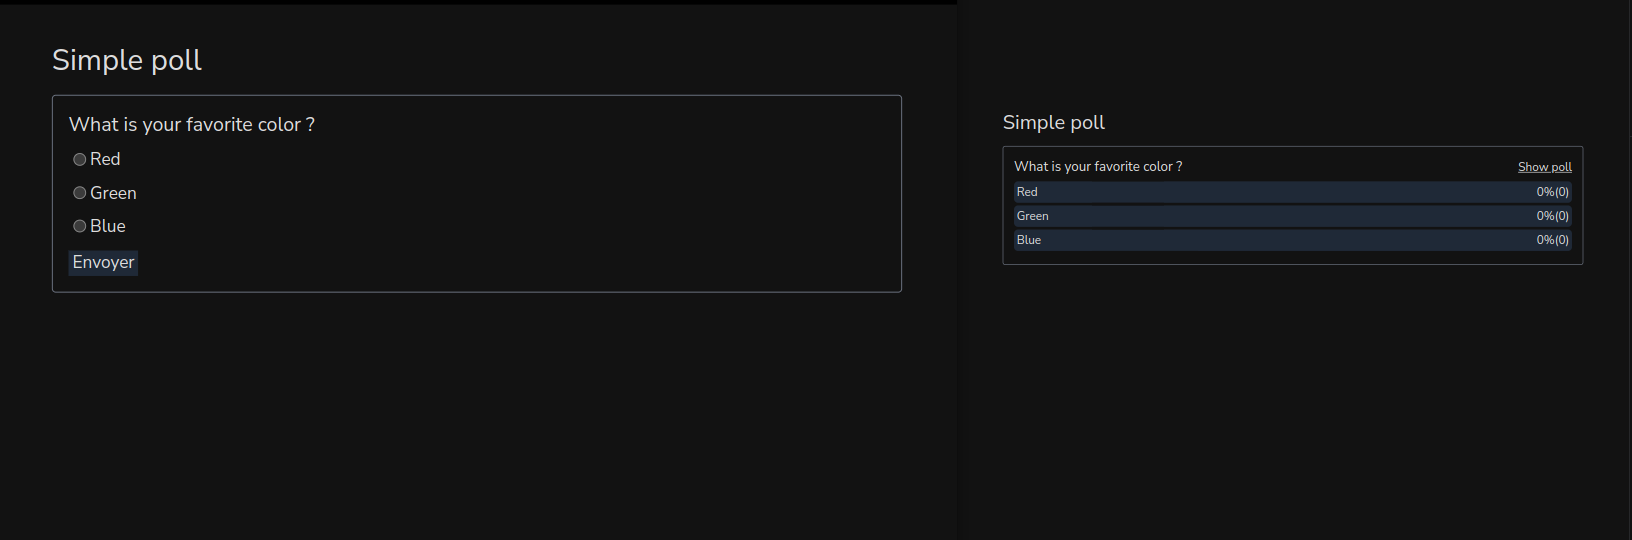 Simple poll
What is your favorite color ?
Red
Green
Blue
Envoyer
Simple poll
What is your favorite color ? Show poll
Red 0%(0)
Green 0%(0)
Blue 0%(0)